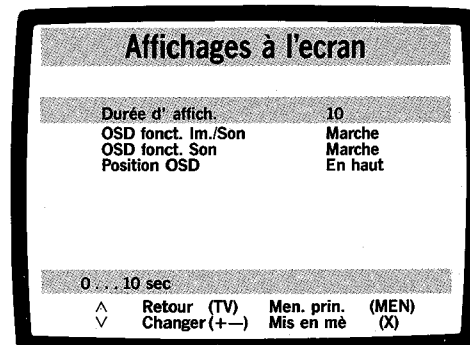 Affichages à l'ecran
Durée d' affich. 10
OSD fonct. Im./Son Marche
OSD fonct. Son Marche
Position OSD En haut
0...10 sec
∧ Retour (TV) Men. prin. (MEN)
∨ Changer (+—) Mis en mè (X)